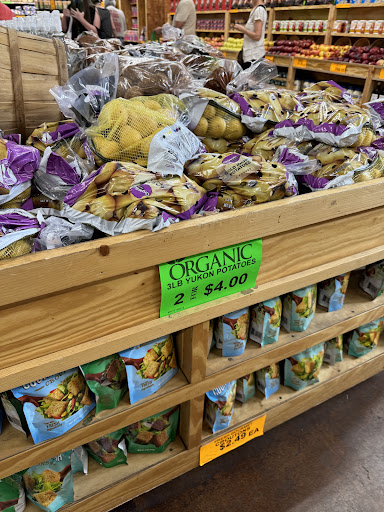 ORGANIC
3LB YUKON POTATOES
2 FOR $4.00
$2.49 EA